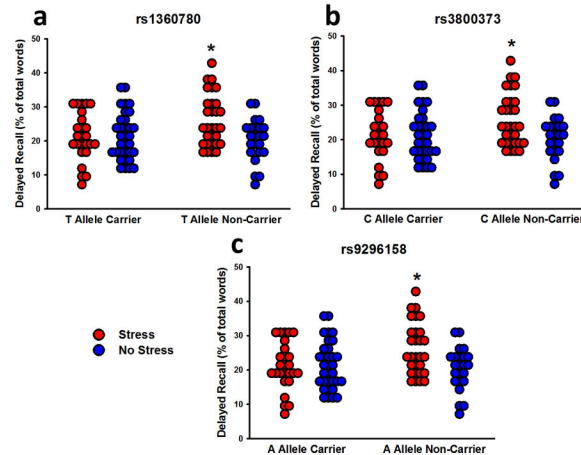 a
rs1360780
Delayed Recall (% of total words)
50
40
30
20
10
0
*
T Allele Carrier
T Allele Non-Carrier
b
rs3800373
Delayed Recall (% of total words)
50
40
30
20
10
0
*
C Allele Carrier
C Allele Non-Carrier
c
rs9296158
Delayed Recall (% of total words)
50
40
30
20
10
0
*
A Allele Carrier
A Allele Non-Carrier
Stress
No Stress